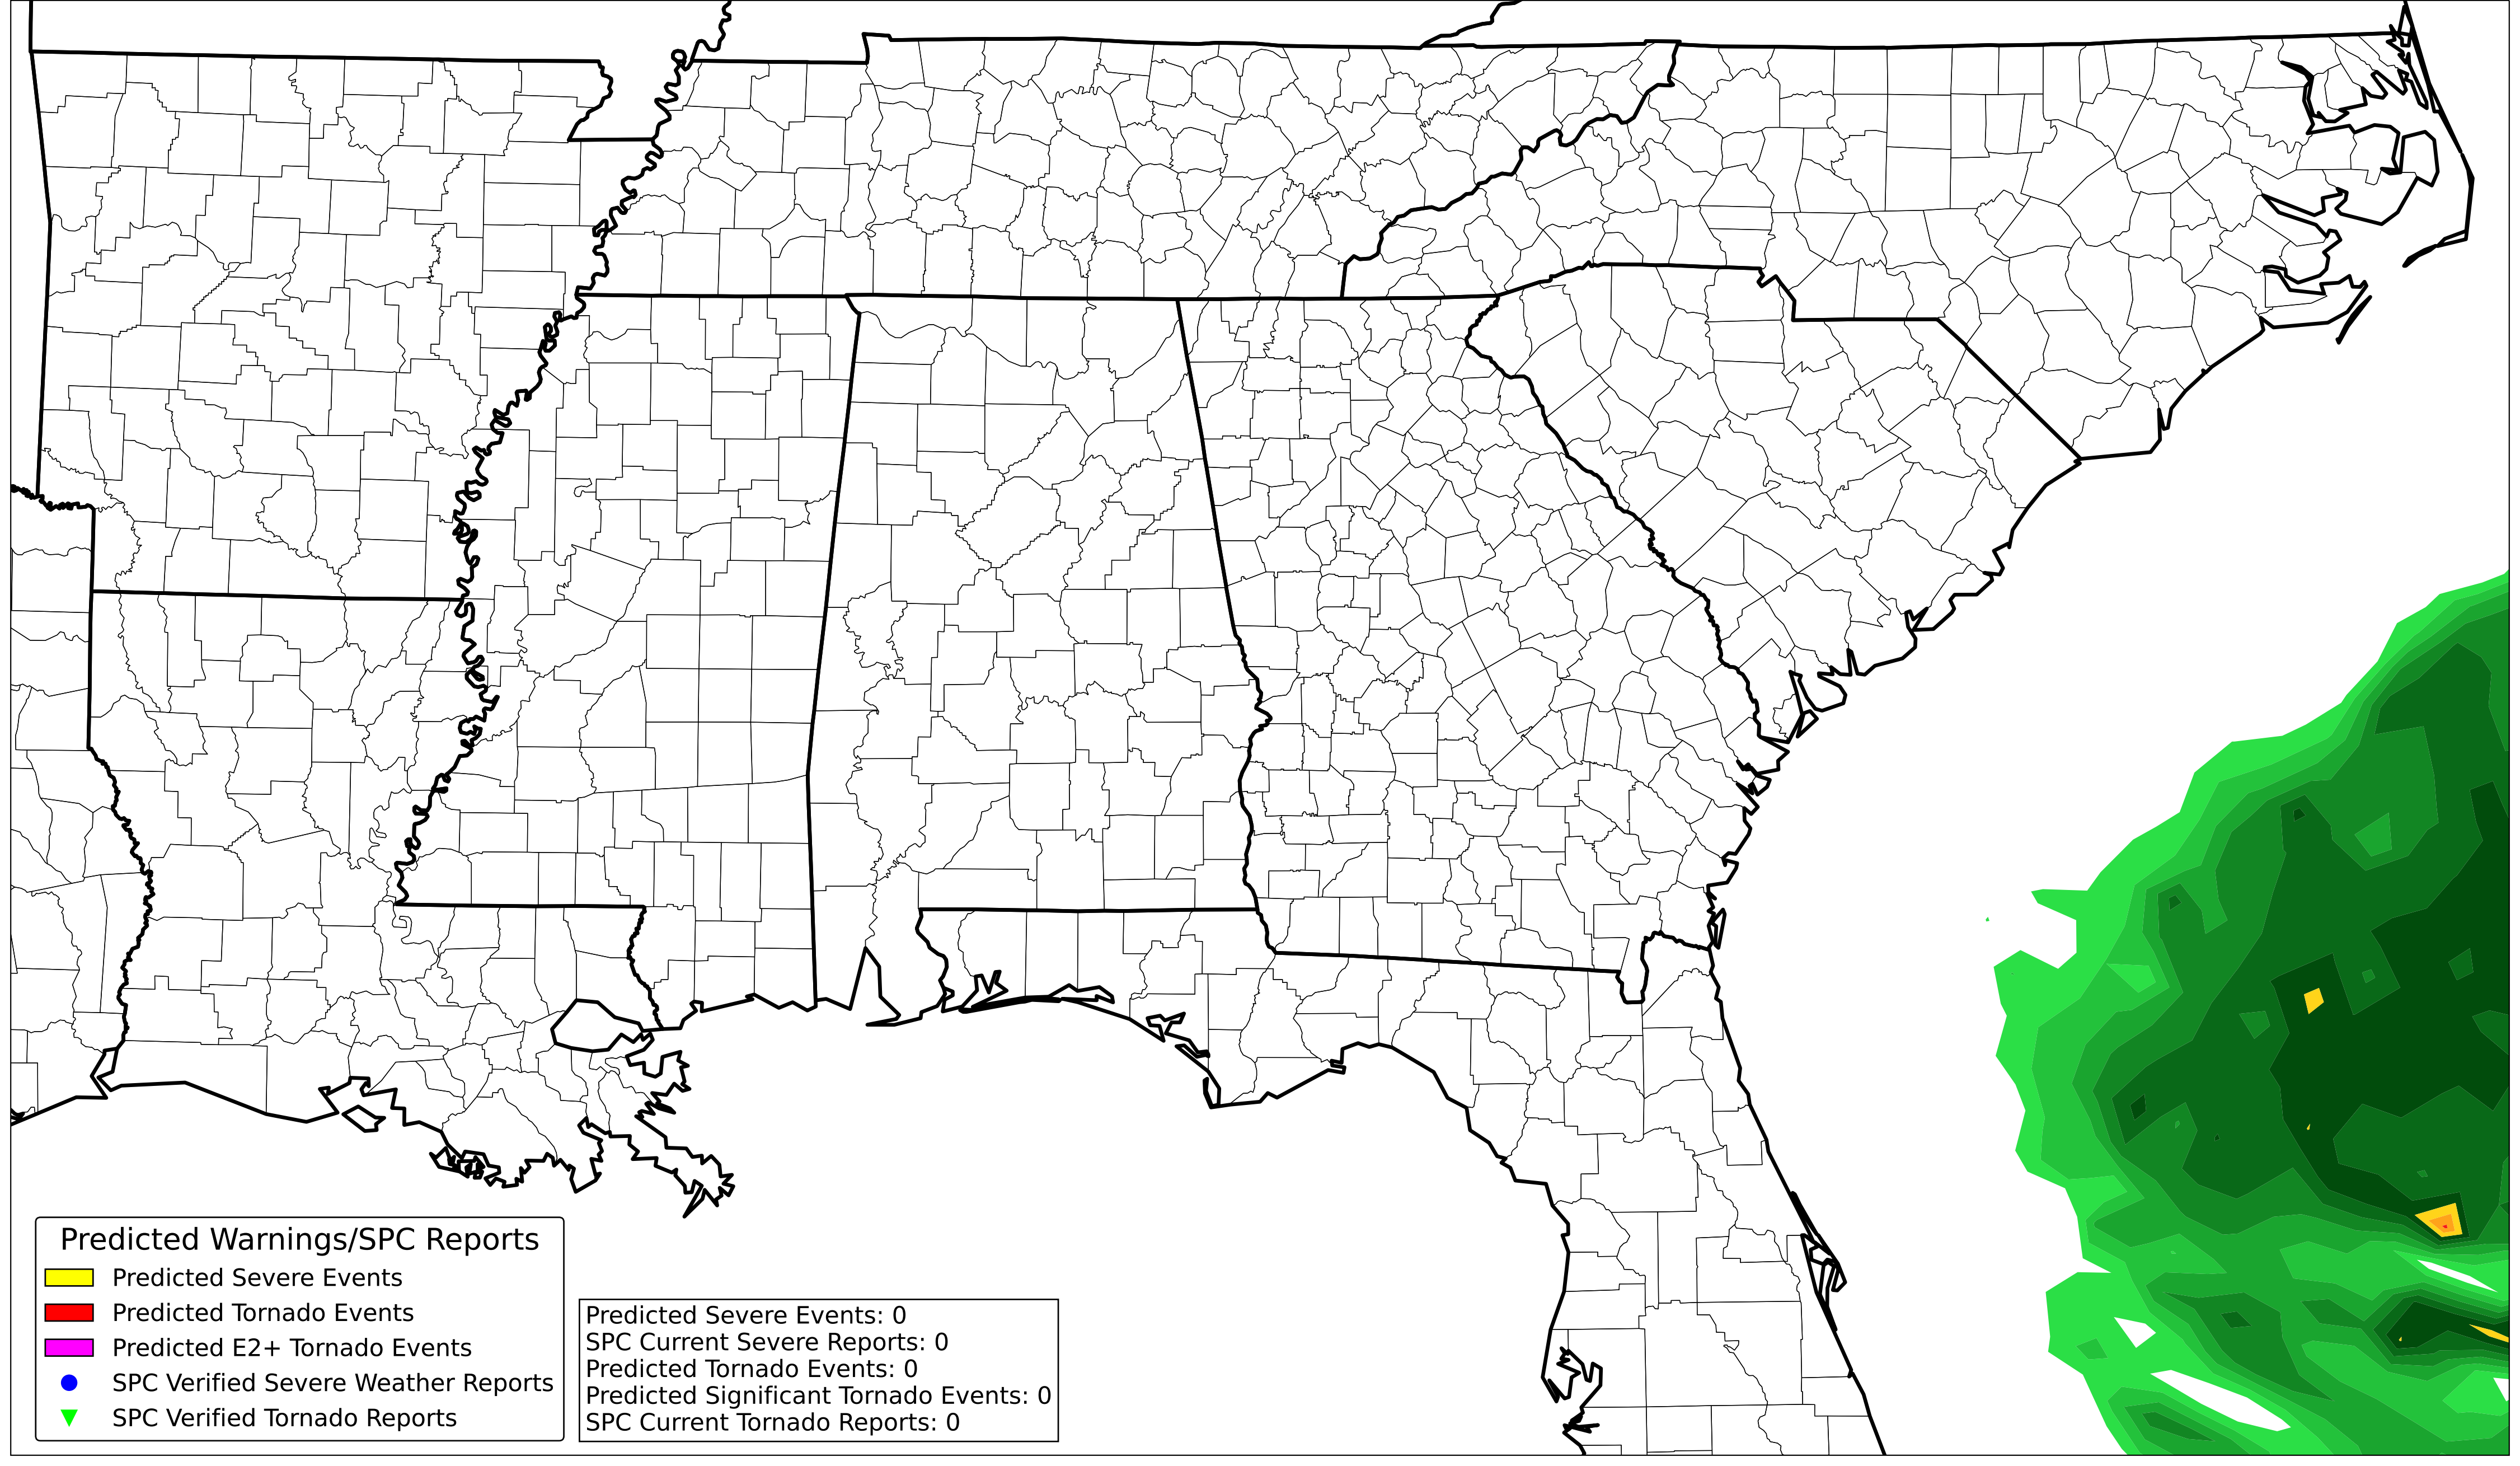 Predicted Warnings/SPC Reports
Predicted Severe Events
Predicted Tornado Events
Predicted E2+ Tornado Events
SPC Verified Severe Weather Reports
SPC Verified Tornado Reports
Predicted Severe Events: 0
SPC Current Severe Reports: 0
Predicted Tornado Events: 0
Predicted Significant Tornado Events: 0
SPC Current Tornado Reports: 0